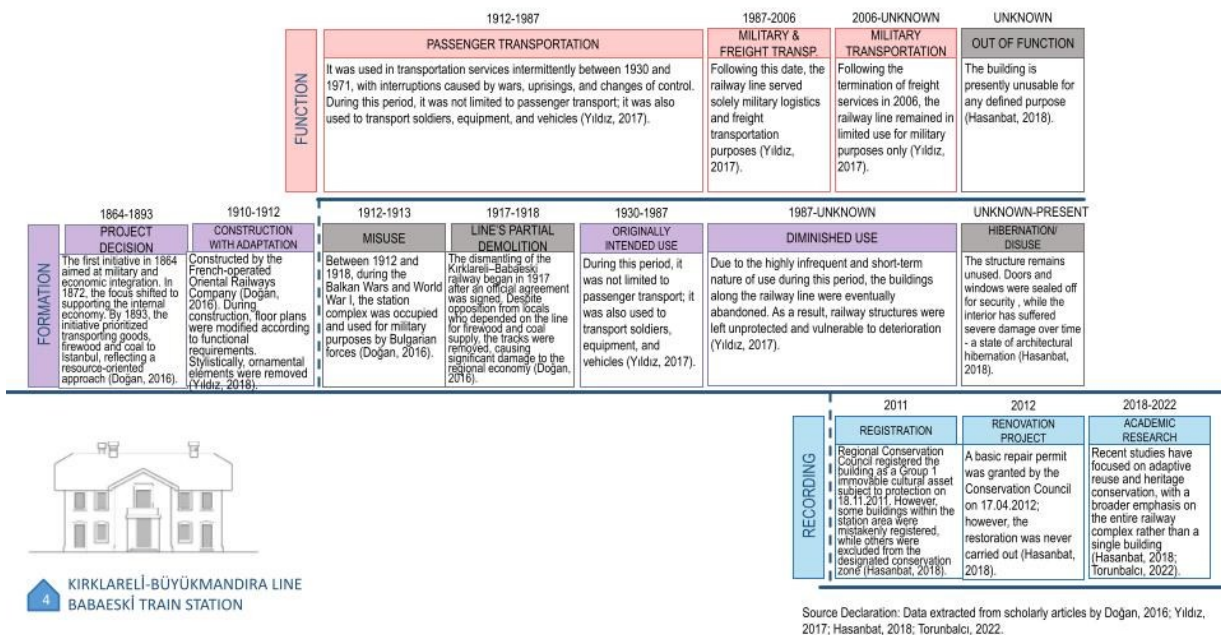 1912-1987
1987-2006
2006-UNKNOWN
UNKNOWN
FUNCTION
PASSENGER TRANSPORTATION
It was used in transportation services intermittently between 1930 and
1971, with interruptions caused by wars, uprisings, and changes of control.
During this period, it was not limited to passenger transport; it was also
used to transport soldiers, equipment, and vehicles (Yıldız, 2017).
MILITARY &
FREIGHT TRANSP.
Following this date, the
railway line served
solely military logistics
and freight
transportation
purposes (Yıldız,
2017).
MILITARY
TRANSPORTATION
Following the
termination of freight
services in 2006, the
railway line remained in
limited use for military
purposes only (Yıldız,
2017).
OUT OF FUNCTION
The building is
presently unusable for
any defined purpose
(Hasanbat, 2018).
FORMATION
1864-1893
PROJECT
DECISION
The first initiative in 1864
aimed at military and
economic integration. In
1872, the focus shifted to
supporting the internal
economy. By 1893, the
initiative prioritized
transporting goods,
firewood and coal to
Istanbul, reflecting a
resource-oriented
approach (Doğan, 2016).
1910-1912
CONSTRUCTION
WITH ADAPTATION
Constructed by the
French-operated
Oriental Railways
Company (Doğan,
2016). During
construction, floor plans
were modified according
to functional
requirements.
Stylistically, ornamental
elements were removed
(Yıldız, 2018).
1912-1913
MISUSE
Between 1912 and
1918, during the
Balkan Wars and World
War I, the station
complex was occupied
and used for military
purposes by Bulgarian
forces (Doğan, 2016).
1917-1918
LINE'S PARTIAL
DEMOLITION
The dismantling of the
Kırklareli–Babaeski
railway began in 1917
after an official agreement
was signed. Despite
opposition from locals
who depended on the line
for firewood and coal
supply, the tracks were
removed, causing
significant damage to the
regional economy (Doğan,
2016).
1930-1987
ORIGINALLY
INTENDED USE
During this period, it
was not limited to
passenger transport; it
was also used to
transport soldiers,
equipment, and
vehicles (Yıldız, 2017).
1987-UNKNOWN
DIMINISHED USE
Due to the highly infrequent and short-term
nature of use during this period, the buildings
along the railway line were eventually
abandoned. As a result, railway structures were
left unprotected and vulnerable to deterioration
(Yıldız, 2017).
UNKNOWN-PRESENT
HIBERNATION/
DISUSE
The structure remains
unused. Doors and
windows were sealed off
for security , while the
interior has suffered
severe damage over time
- a state of architectural
hibernation (Hasanbat,
2018).
RECORDING
2011
REGISTRATION
Regional Conservation
Council registered the
building as a Group 1
immovable cultural asset
subject to protection on
18.11.2011. However,
some buildings within the
station area were
mistakenly registered,
while others were
excluded from the
designated conservation
zone (Hasanbat, 2018).
2012
RENOVATION
PROJECT
A basic repair permit
was granted by the
Conservation Council
on 17.04.2012;
however, the
restoration was never
carried out (Hasanbat,
2018).
2018-2022
ACADEMIC
RESEARCH
Recent studies have
focused on adaptive
reuse and heritage
conservation, with a
broader emphasis on
the entire railway
complex rather than a
single building
(Hasanbat, 2018;
Torunbalcı, 2022).
4
KIRKLARELİ-BÜYÜKMANDIRA LINE
BABAESKİ TRAIN STATION
Source Declaration: Data extracted from scholarly articles by Doğan, 2016; Yıldız,
2017; Hasanbat, 2018; Torunbalcı, 2022.